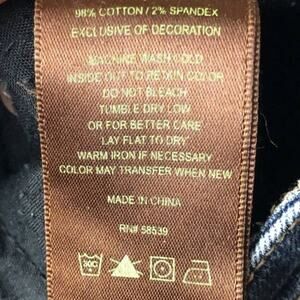 98% COTTON / 2% SPANDEX
EXCLUSIVE OF DECORATION
MACHINE WASH COLD
INSIDE OUT TO RETAIN COLOR
DO NOT BLEACH
TUMBLE DRY LOW
OR FOR BETTER CARE
LAY FLAT TO DRY
WARM IRON IF NECESSARY
COLOR MAY TRANSFER WHEN NEW
MADE IN CHINA
RN# 58539